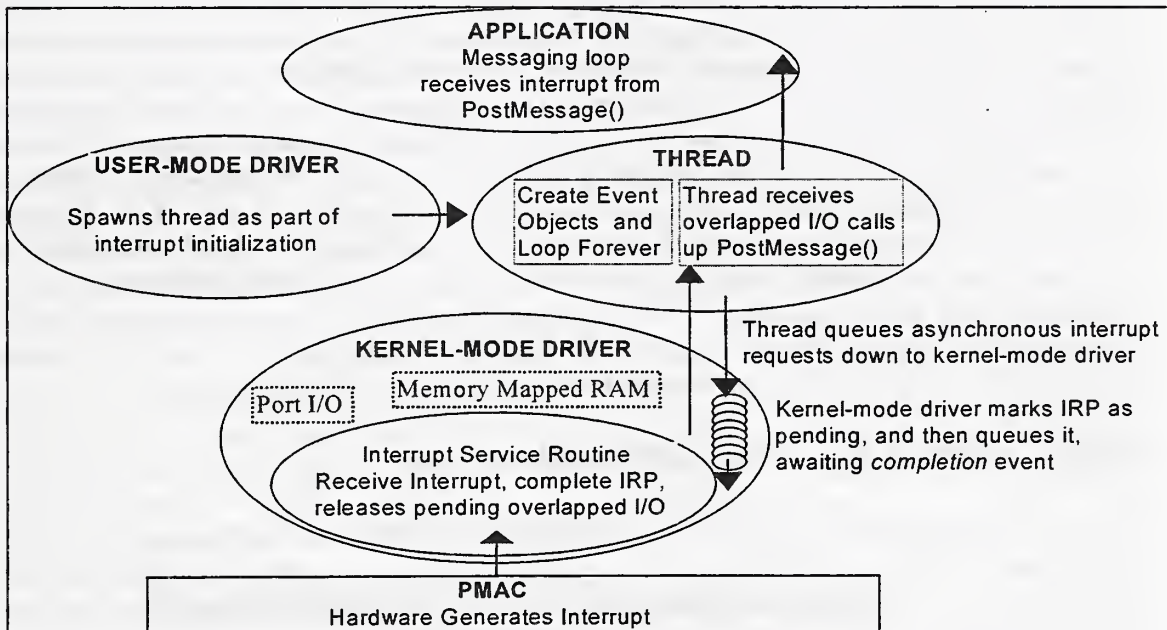 APPLICATION
Messaging loop
receives interrupt from
PostMessage()
USER-MODE DRIVER
Spawns thread as part of
interrupt initialization
THREAD
Create Event
Objects and
Loop Forever
Thread receives
overlapped I/O calls
up PostMessage()
Thread queues asynchronous interrupt
requests down to kernel-mode driver
KERNEL-MODE DRIVER
Port I/O
Memory Mapped RAM
Kernel-mode driver marks IRP as
pending, and then queues it,
awaiting completion event
Interrupt Service Routine
Receive Interrupt, complete IRP,
releases pending overlapped I/O
PMAC
Hardware Generates Interrupt